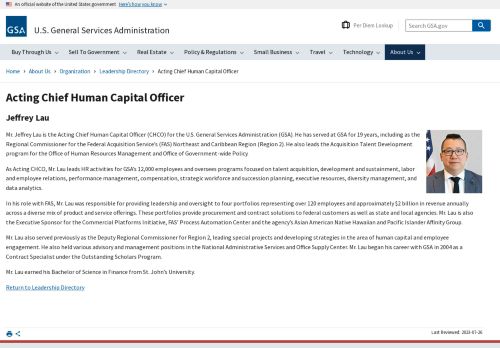 An official website of the United States government Here's how you know
GSA
U.S. General Services Administration
Per Diem Lookup
Search GSA.gov
Buy Through Us
Sell To Government
Real Estate
Policy & Regulations
Small Business
Travel
Technology
About Us
Home › About Us › Organization › Leadership Directory › Acting Chief Human Capital Officer
Acting Chief Human Capital Officer
Jeffrey Lau
Mr. Jeffrey Lau is the Acting Chief Human Capital Officer (CHCO) for the U.S. General Services Administration (GSA). He has served at GSA for 19 years, including as the
Regional Commissioner for the Federal Acquisition Service's (FAS) Northeast and Caribbean Region (Region 2). He also leads the Acquisition Talent Development
program for the Office of Human Resources Management and Office of Government-wide Policy.
As Acting CHCO, Mr. Lau leads HR activities for GSA's 12,000 employees and oversees programs focused on talent acquisition, development and sustainment, labor
and employee relations, performance management, compensation, strategic workforce and succession planning, executive resources, diversity management, and
data analytics.
In his role with FAS, Mr. Lau was responsible for providing leadership and oversight to four portfolios representing over 120 employees and approximately $2 billion in revenue annually
across a diverse mix of product and service offerings. These portfolios provide procurement and contract solutions to federal customers as well as state and local agencies. Mr. Lau is also
the Executive Sponsor for the Commercial Platforms Initiative, FAS' Process Automation Center and the agency's Asian American Native Hawaiian and Pacific Islander Affinity Group.
Mr. Lau also served previously as the Deputy Regional Commissioner for Region 2, leading special projects and developing strategies in the area of human capital and employee
engagement. He also held various advisory and management positions in the National Administrative Services and Office Supply Center. Mr. Lau began his career with GSA in 2004 as a
Contract Specialist under the Outstanding Scholars Program.
Mr. Lau earned his Bachelor of Science in Finance from St. John's University.
Return to Leadership Directory
Last Reviewed: 2023-07-26